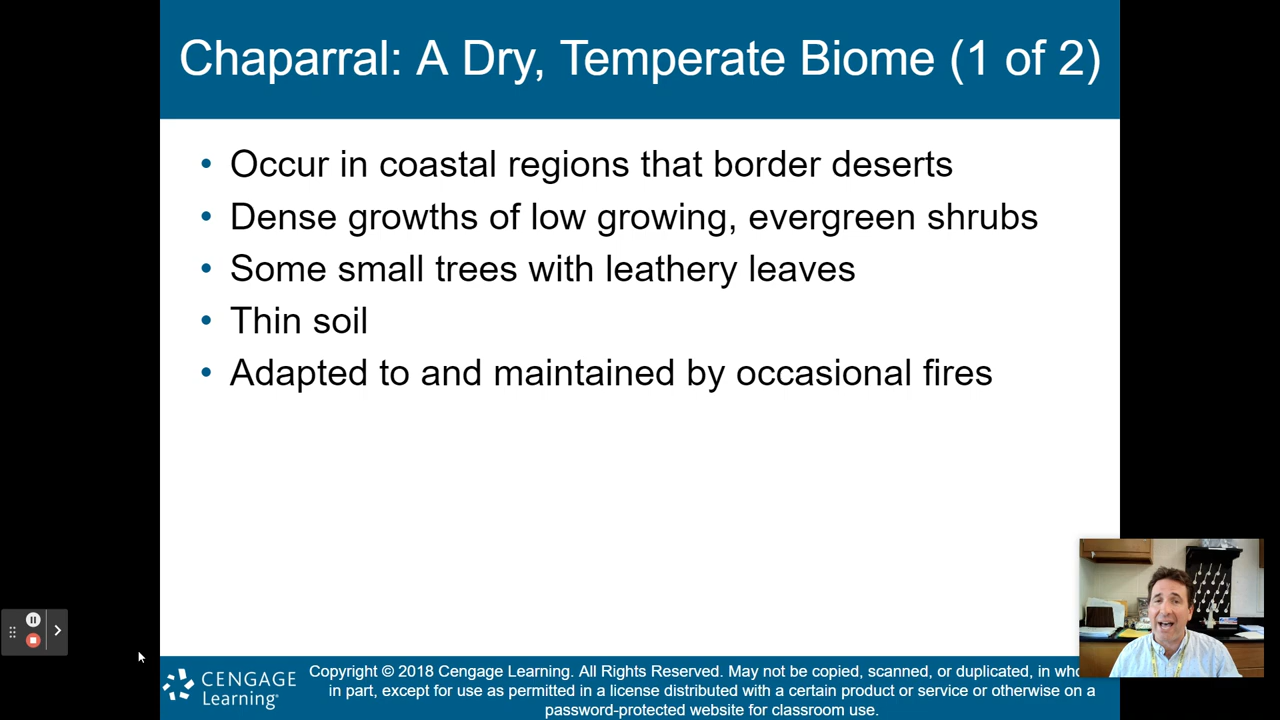 Chaparral: A Dry, Temperate Biome (1 of 2)
• Occur in coastal regions that border deserts
• Dense growths of low growing, evergreen shrubs
• Some small trees with leathery leaves
• Thin soil
• Adapted to and maintained by occasional fires
CENGAGE
Learning
Copyright © 2018 Cengage Learning. All Rights Reserved. May not be copied, scanned, or duplicated, in
in part, except for use as permitted in a license distributed with a certain product or service or otherwise on a
password-protected website for classroom use.